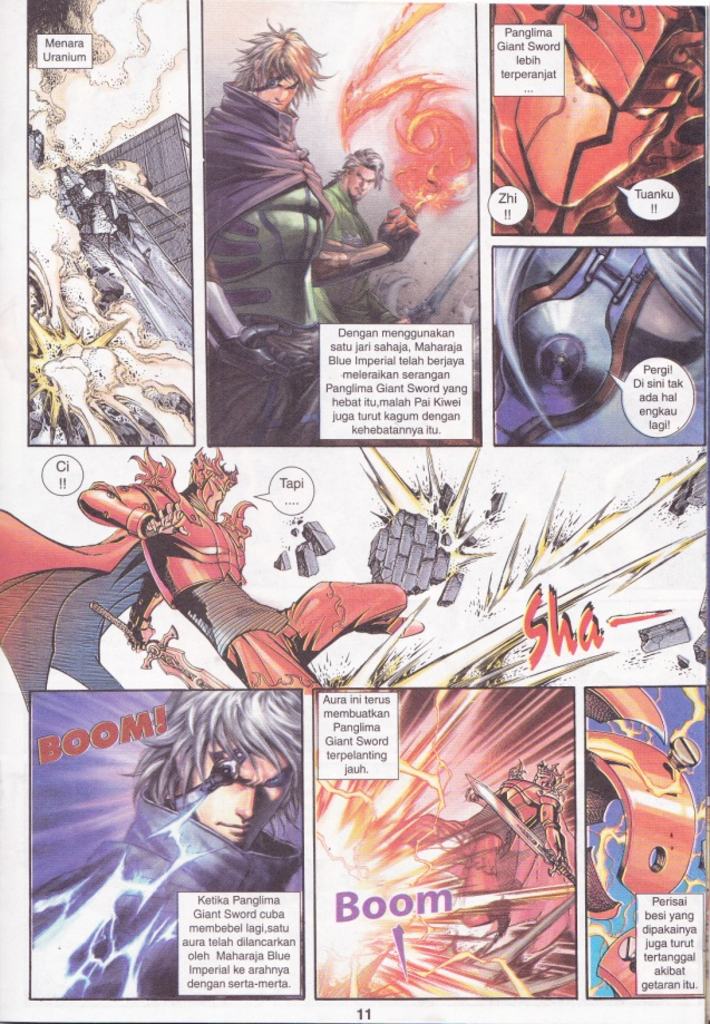 Menara
Uranium
Dengan menggunakan
satu jari sahaja, Maharaja
Blue Imperial telah berjaya
meleraikan serangan
Panglima Giant Sword yang
hebat itu,malah Pai Kiwei
juga turut kagum dengan
kehebatannya itu.
Panglima
Giant Sword
lebih
terperanjat
...
Zhi
!!
Tuanku
!!
Pergi!
Di sini tak
ada hal
engkau
lagi!
Ci
!!
Tapi
....
Sha
BOOM!
Ketika Panglima
Giant Sword cuba
membebel lagi,satu
aura telah dilancarkan
oleh Maharaja Blue
Imperial ke arahnya
dengan serta-merta.
Aura ini terus
membuatkan
Panglima
Giant Sword
terpelanting
jauh.
Boom
Perisai
besi yang
dipakainya
juga turut
tertanggal
akibat
getaran itu.
11